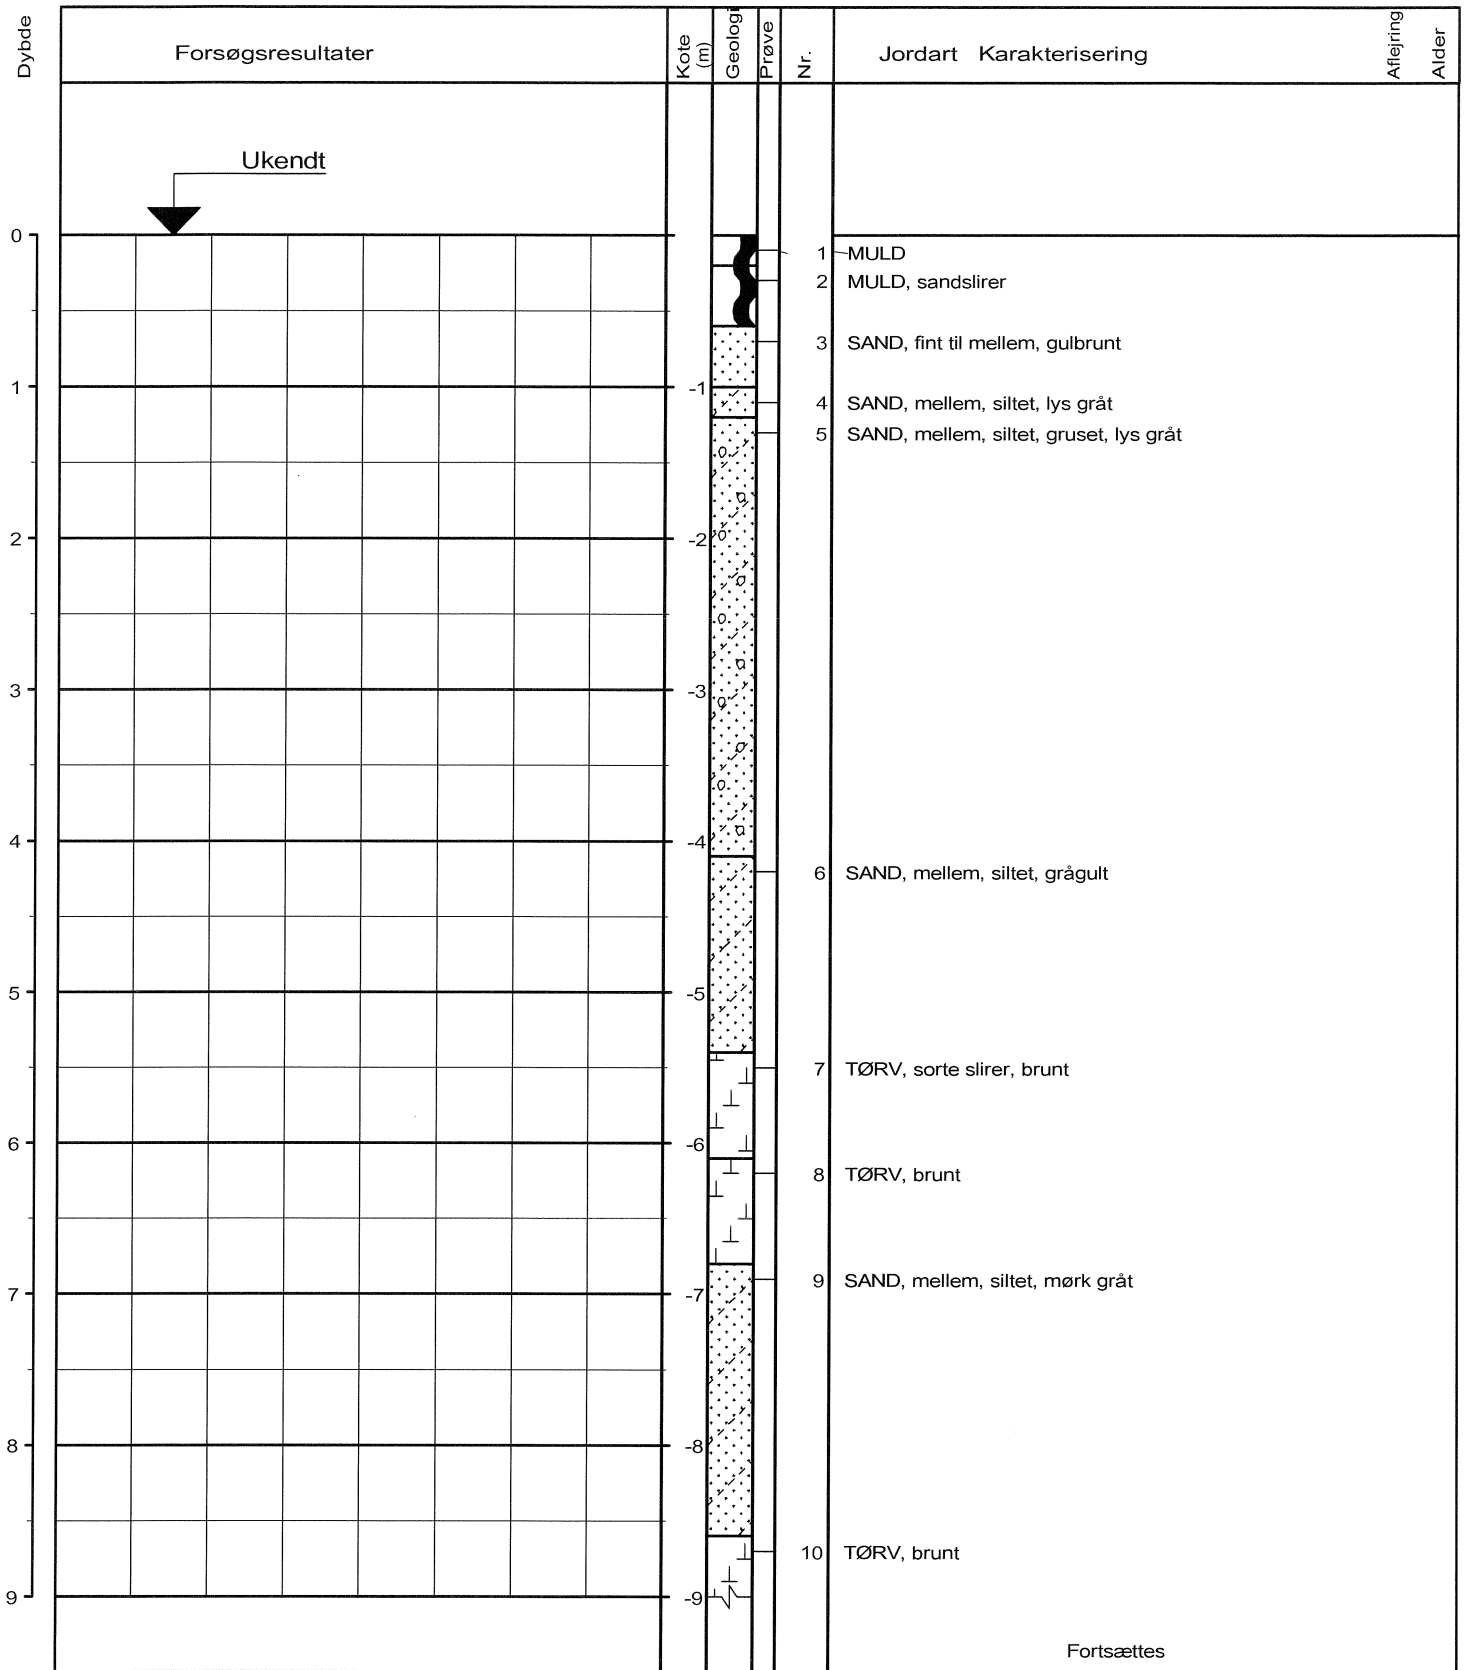 Dybde Forsøgsresultater Kote (m) Geologi Prøve Nr. Jordart Karakterisering Aflejring Alder
Ukendt
0
1 MULD
2 MULD, sandslirer
3 SAND, fint til mellem, gulbrunt
1 -1
4 SAND, mellem, siltet, lys gråt
5 SAND, mellem, siltet, gruset, lys gråt
2 -2
3 -3
4 -4
6 SAND, mellem, siltet, grågult
5 -5
7 TØRV, sorte slirer, brunt
6 -6
8 TØRV, brunt
9 SAND, mellem, siltet, mørk gråt
7 -7
8 -8
10 TØRV, brunt
9 -9
Fortsættes